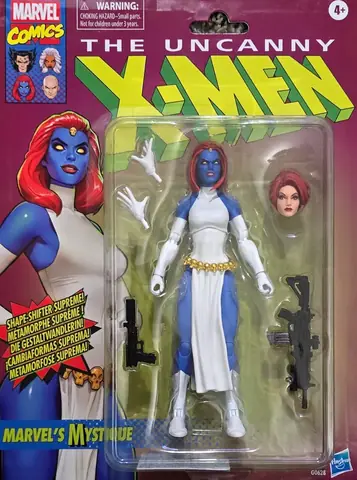 MARVEL
COMICS
WARNING:
CHOKING HAZARD–Small parts.
Not for children under 3 years.
4+
THE UNCANNY
X-MEN
SHAPE-SHIFTER SUPREME!
METAMORPHE SUPRÊME !
DIE GESTALTWANDLERIN!
¡CAMBIAFORMAS SUPREMA!
METAMORFOSE SUPREMA!
MARVEL'S MYSTIQUE
Hasbro